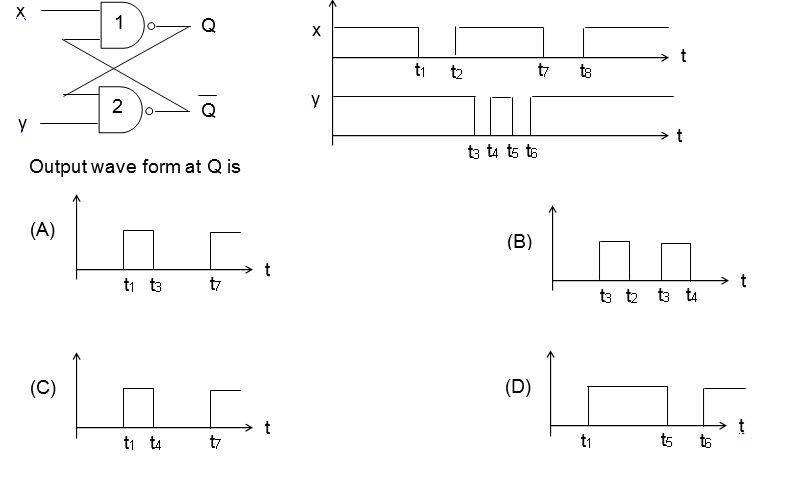 x
1
Q
2
Q̅
y
x
t
t1 t2 t7 t8
y
t
t3 t4 t5 t6
Output wave form at Q is
(A)
t
t1 t3 t7
(B)
t
t3 t2 t3 t4
(C)
t
t1 t4 t7
(D)
t
t1 t5 t6